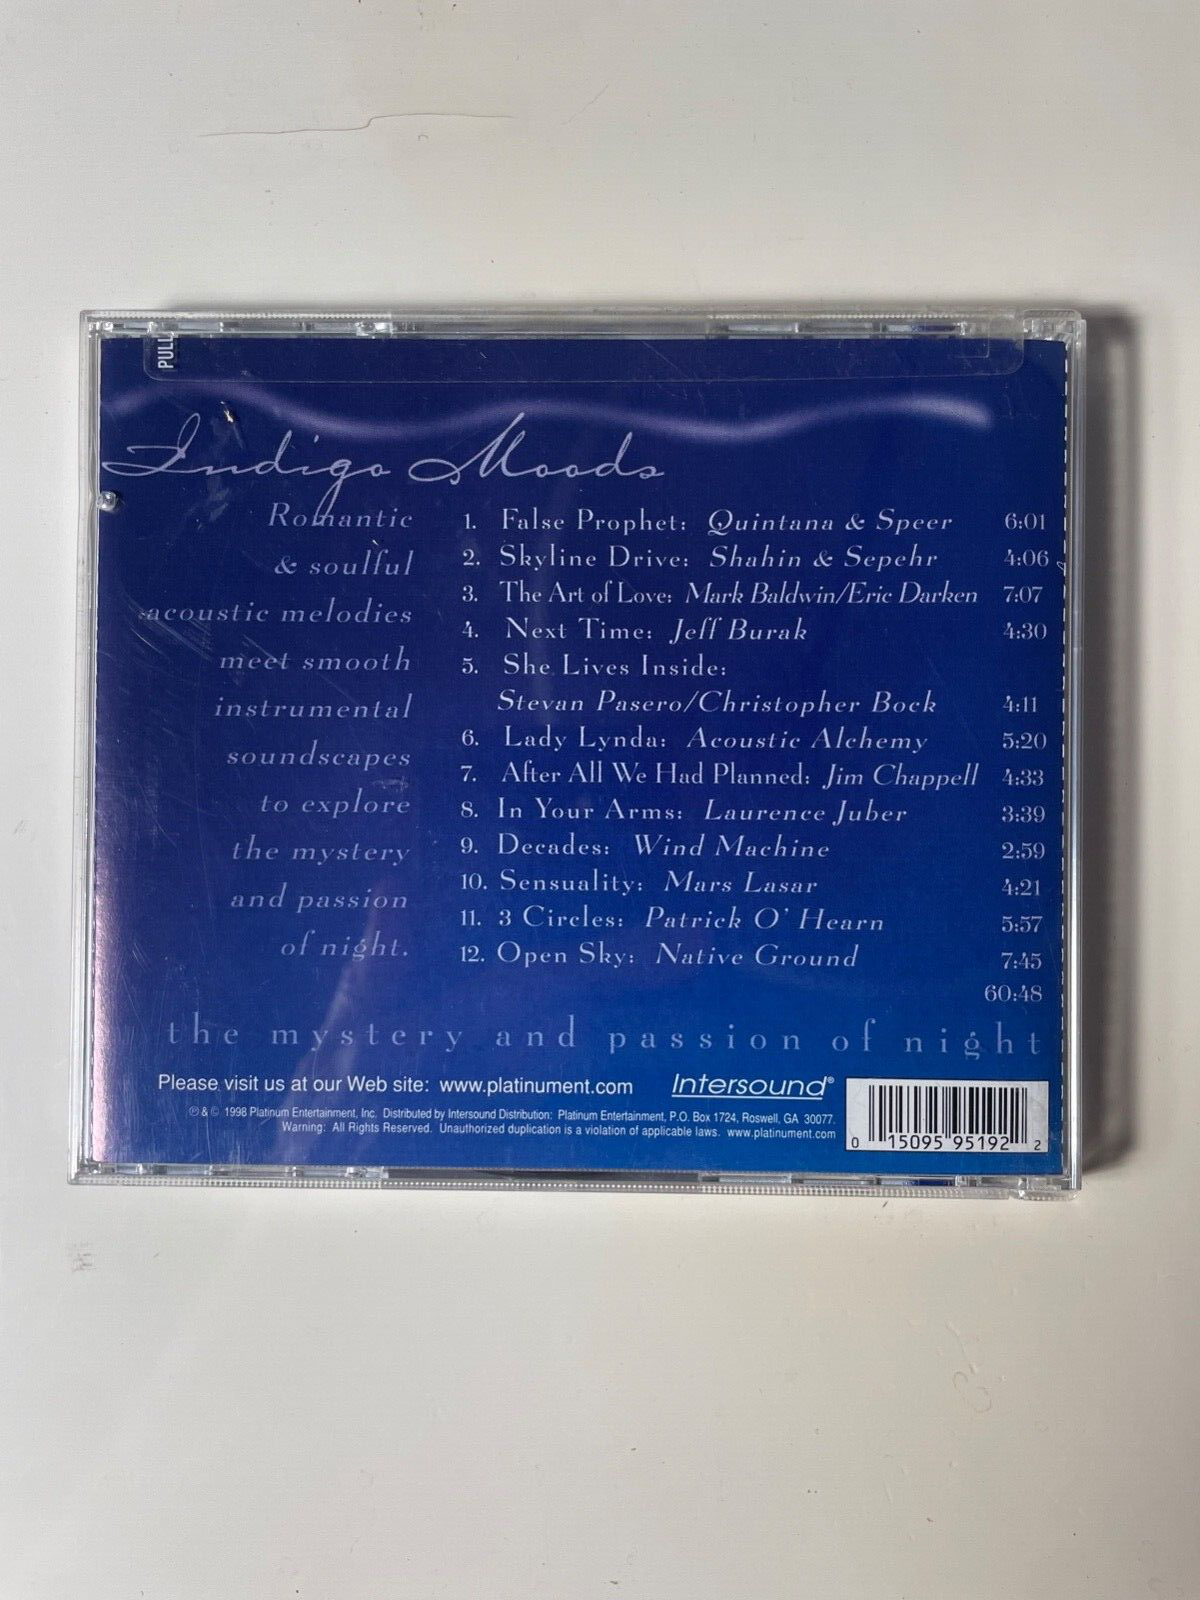 PULL
Indigo Moods
Romantic
& soulful
acoustic melodies
meet smooth
instrumental
soundscapes
to explore
the mystery
and passion
of night.
1. False Prophet: Quintana & Speer 6:01
2. Skyline Drive: Shahin & Sepehr 4:06
3. The Art of Love: Mark Baldwin/Eric Darken 7:07
4. Next Time: Jeff Burak 4:30
5. She Lives Inside:
Stevan Pasero/Christopher Bock 4:11
6. Lady Lynda: Acoustic Alchemy 5:20
7. After All We Had Planned: Jim Chappell 4:33
8. In Your Arms: Laurence Juber 3:39
9. Decades: Wind Machine 2:59
10. Sensuality: Mars Lasar 4:21
11. 3 Circles: Patrick O' Hearn 5:57
12. Open Sky: Native Ground 7:45
60:48
the mystery and passion of night
Please visit us at our Web site: www.platinument.com Intersound®
℗ & © 1998 Platinum Entertainment, Inc. Distributed by Intersound Distribution: Platinum Entertainment, P.O. Box 1724, Roswell, GA 30077.
Warning: All Rights Reserved. Unauthorized duplication is a violation of applicable laws. www.platinument.com
0 15095 95192 2